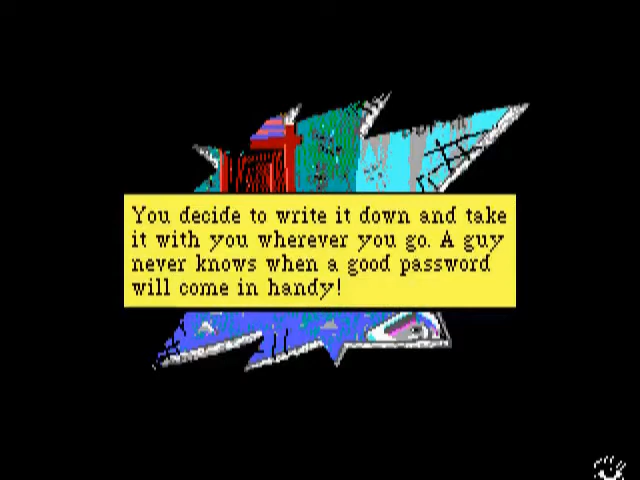 You decide to write it down and take
it with you wherever you go. A guy
never knows when a good password
will come in handy!